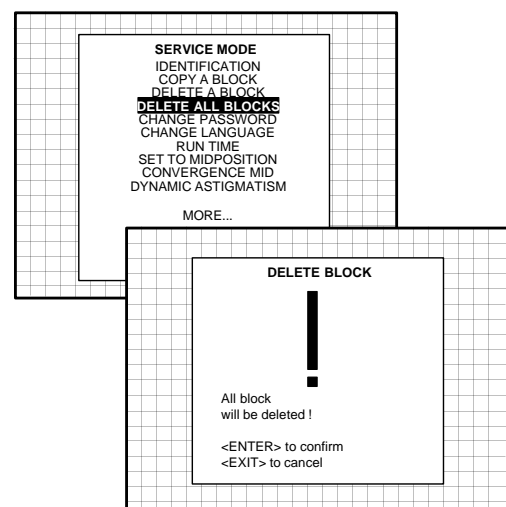 SERVICE MODE
IDENTIFICATION
COPY A BLOCK
DELETE A BLOCK
DELETE ALL BLOCKS
CHANGE PASSWORD
CHANGE LANGUAGE
RUN TIME
SET TO MIDPOSITION
CONVERGENCE MID
DYNAMIC ASTIGMATISM
MORE...
DELETE BLOCK
!
All block
will be deleted !
<ENTER> to confirm
<EXIT> to cancel